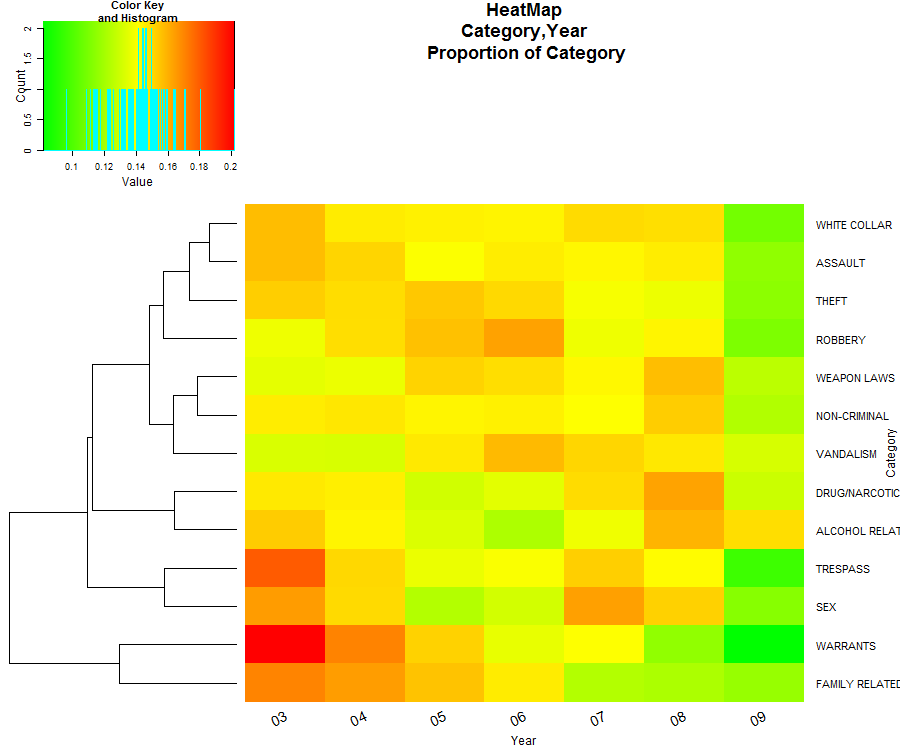 Color Key
and Histogram
HeatMap
Category,Year
Proportion of Category
Count
0 0.5 1 1.5 2
0.1 0.12 0.14 0.16 0.18 0.2
Value
WHITE COLLAR
ASSAULT
THEFT
ROBBERY
WEAPON LAWS
NON-CRIMINAL
VANDALISM
DRUG/NARCOTIC
ALCOHOL RELAT
TRESPASS
SEX
WARRANTS
FAMILY RELATED
Category
03 04 05 06 07 08 09
Year